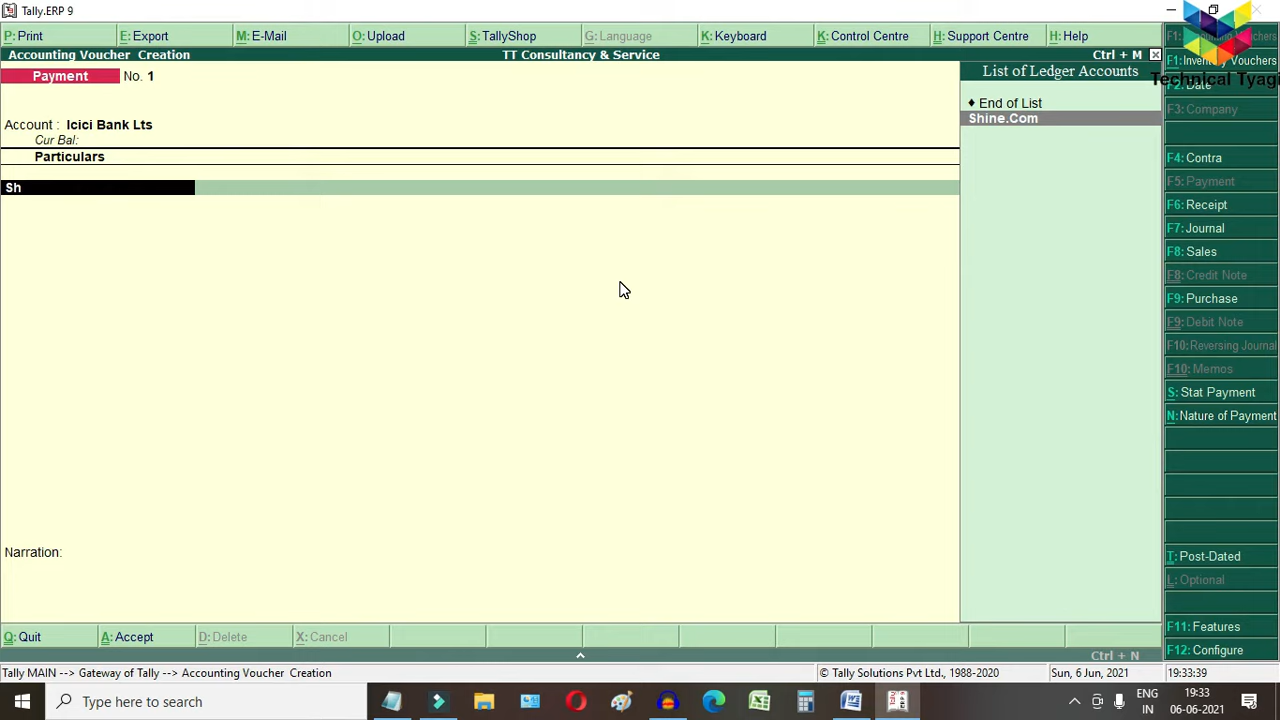 Tally.ERP 9
P: Print E: Export M: E-Mail O: Upload S: TallyShop G: Language K: Keyboard K: Control Centre H: Support Centre H: Help
Accounting Voucher Creation TT Consultancy & Service Ctrl + M
Payment No. 1
Account : Icici Bank Lts
Cur Bal:
Particulars
Sh
Narration:
List of Ledger Accounts
♦ End of List
Shine.Com
Technical Tyagi
F1: Inventory Vouchers
F2: Date
F3: Company
F4: Contra
F5: Payment
F6: Receipt
F7: Journal
F8: Sales
F8: Credit Note
F9: Purchase
F9: Debit Note
F10: Reversing Journal
F10: Memos
S: Stat Payment
N: Nature of Payment
T: Post-Dated
L: Optional
F11: Features
F12: Configure
Q: Quit A: Accept D: Delete X: Cancel
Ctrl + N
Tally MAIN --> Gateway of Tally --> Accounting Voucher Creation © Tally Solutions Pvt Ltd., 1988-2020 Sun, 6 Jun, 2021 19:33:39
Type here to search
ENG
IN
19:33
06-06-2021